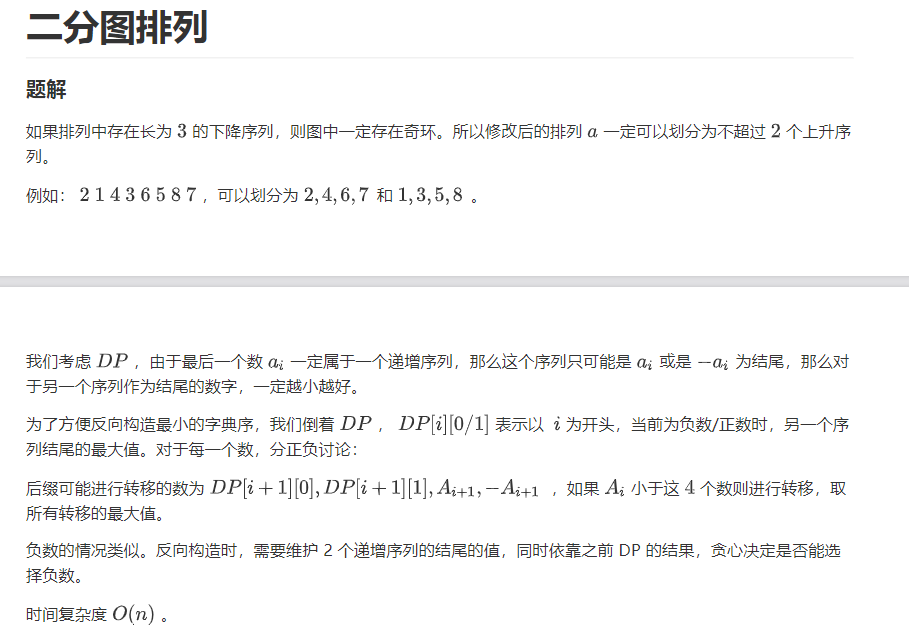 二分图排列
题解
如果排列中存在长为 3 的下降序列，则图中一定存在奇环。所以修改后的排列 a 一定可以划分为不超过 2 个上升序
列。
例如： 2 1 4 3 6 5 8 7 ，可以划分为 2, 4, 6, 7 和 1, 3, 5, 8 。
我们考虑 DP ，由于最后一个数 a_i 一定属于一个递增序列，那么这个序列只可能是 a_i 或是 −a_i 为结尾，那么对
于另一个序列作为结尾的数字，一定越小越好。
为了方便反向构造最小的字典序，我们倒着 DP ， DP[i][0/1] 表示以 i 为开头，当前为负数/正数时，另一个序
列结尾的最大值。对于每一个数，分正负讨论：
后缀可能进行转移的数为 DP[i + 1][0], DP[i + 1][1], A_{i+1}, −A_{i+1} ，如果 A_i 小于这 4 个数则进行转移，取
所有转移的最大值。
负数的情况类似。反向构造时，需要维护 2 个递增序列的结尾的值，同时依靠之前 DP 的结果，贪心决定是否能选
择负数。
时间复杂度 O(n) 。